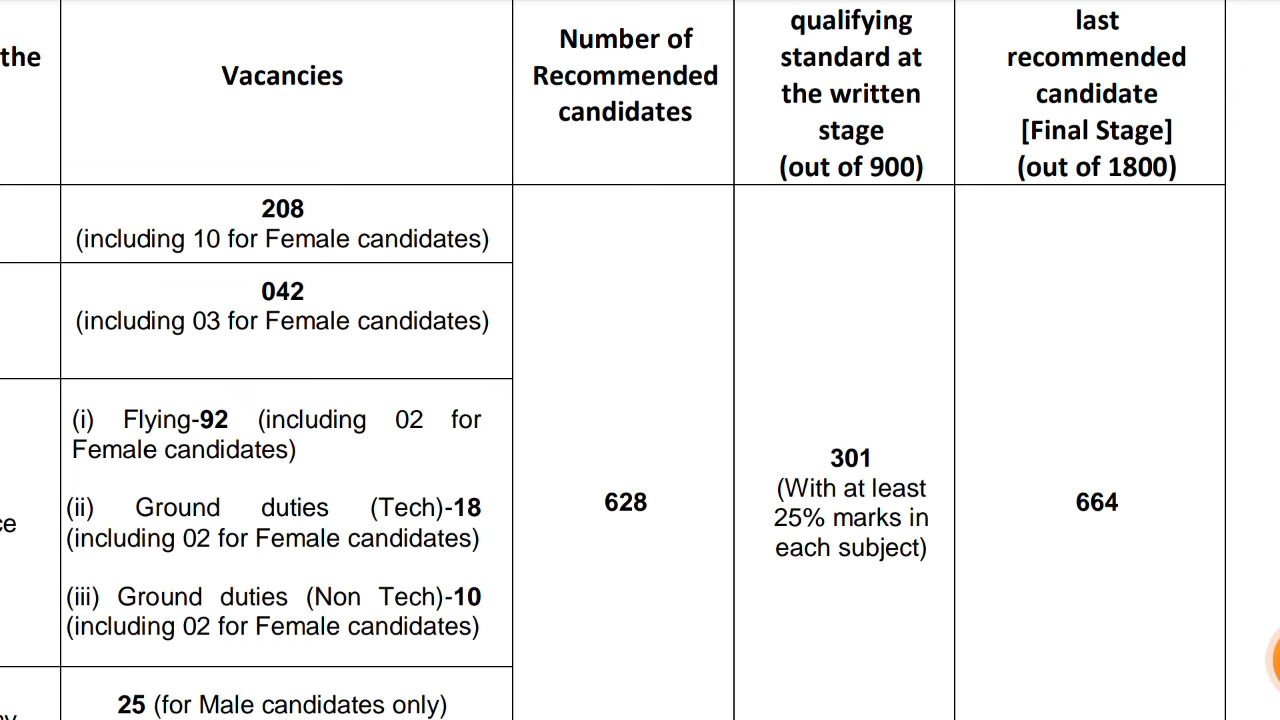 the
Vacancies
Number of
Recommended
candidates
qualifying
standard at
the written
stage
(out of 900)
last
recommended
candidate
[Final Stage]
(out of 1800)
208
(including 10 for Female candidates)
042
(including 03 for Female candidates)
(i) Flying-92 (including 02 for
Female candidates)
(ii) Ground duties (Tech)-18
(including 02 for Female candidates)
(iii) Ground duties (Non Tech)-10
(including 02 for Female candidates)
25 (for Male candidates only)
628
301
(With at least
25% marks in
each subject)
664